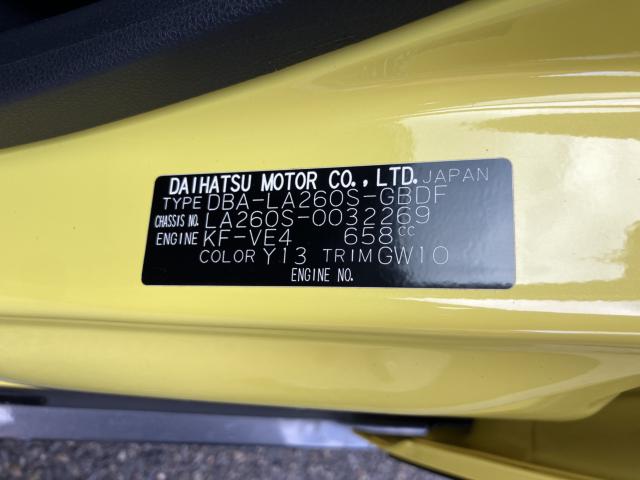 DAIHATSU MOTOR CO., LTD. JAPAN
TYPE DBA-LA260S-GBDF
CHASSIS NO. LA260S-0032269
ENGINE KF-VE4 658CC
COLOR Y13 TRIM GW10
ENGINE NO.